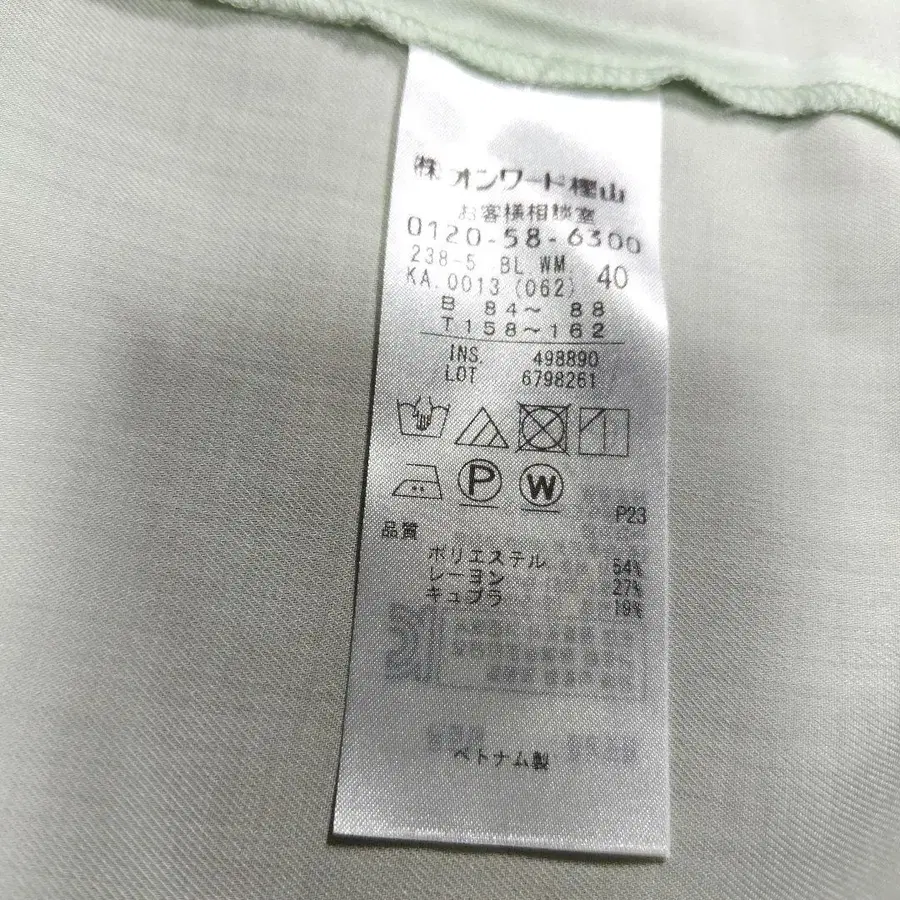 ㈱オンワード樫山
お客様相談室
0120-58-6300
238-5 BL.WM. 40
KA.0013 (062)
B 84～ 88
T158～162
INS. 498890
LOT 6798261
P W
P23
品質
ポリエステル 54%
レーヨン 27%
キュプラ 19%
ベトナム製